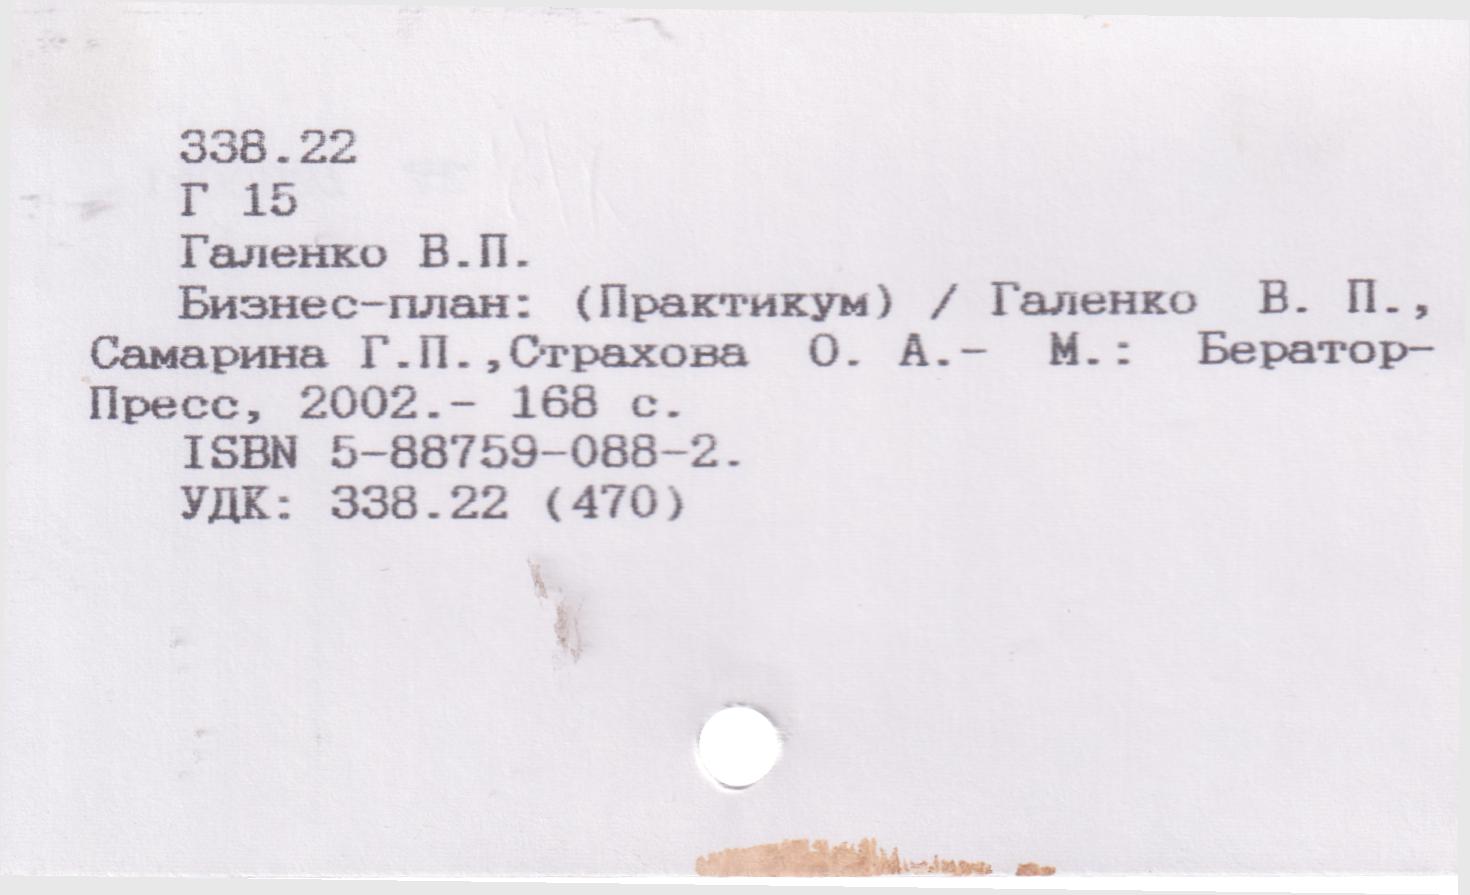 338.22
Г 15
Галенко В.П.
Бизнес-план: (Практикум) / Галенко В. П.,
Самарина Г.П.,Страхова О. А.- М.: Бератор-
Пресс, 2002.- 168 с.
ISBN 5-88759-088-2.
УДК: 338.22 (470)